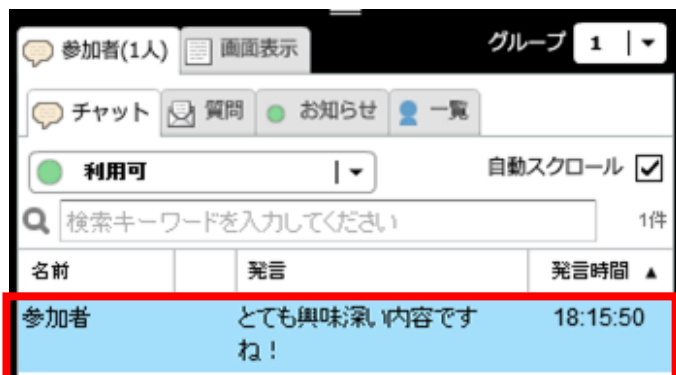 参加者(1人) 画面表示 グループ 1
チャット 質問 お知らせ 一覧
利用可 自動スクロール
検索キーワードを入力してください 1件
名前 発言 発言時間 ▲
参加者 とても興味深い内容です 18:15:50
ね！